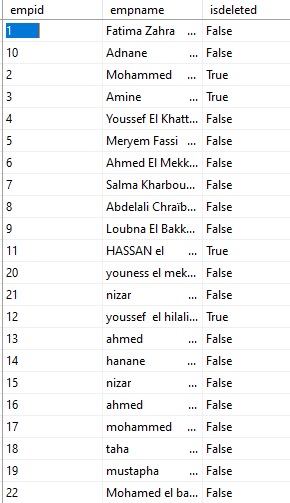 empid empname isdeleted
1 Fatima Zahra ... False
10 Adnane ... False
2 Mohammed ... True
3 Amine ... True
4 Youssef El Khatt... False
5 Meryem Fassi ... False
6 Ahmed El Mekk... False
7 Salma Kharbou... False
8 Abdelali Chraïb... False
9 Loubna El Bakk... False
11 HASSAN el ... True
20 youness el mek... False
21 nizar ... False
12 youssef el hilali... True
13 ahmed ... False
14 hanane ... False
15 nizar ... False
16 ahmed ... False
17 mohammed ... False
18 taha ... False
19 mustapha ... False
22 Mohamed el ba... False